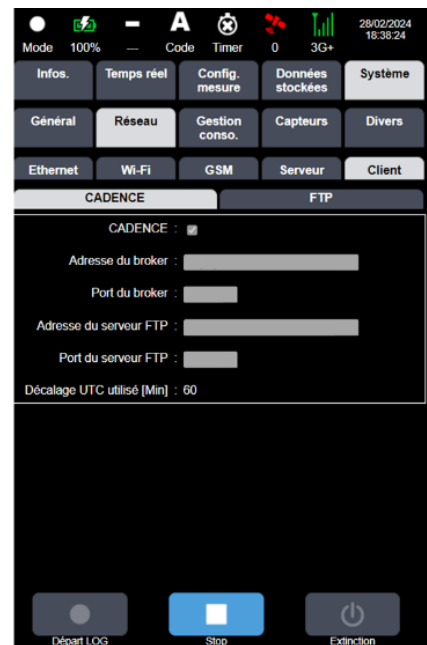 A
28/02/2024
18:38:24
Mode 100% --- Code Timer 0 3G+
Infos. Temps réel Config. mesure Données stockées Système
Général Réseau Gestion conso. Capteurs Divers
Ethernet Wi-Fi GSM Serveur Client
CADENCE FTP
CADENCE :
Adresse du broker :
Port du broker :
Adresse du serveur FTP :
Port du serveur FTP :
Décalage UTC utilisé [Min] : 60
Départ LOG Stop Extinction